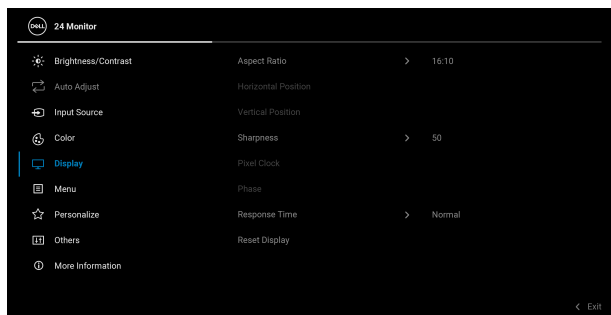 DELL 24 Monitor
Brightness/Contrast Aspect Ratio > 16:10
Auto Adjust Horizontal Position
Input Source Vertical Position
Color Sharpness > 50
Display Pixel Clock
Menu Phase
Personalize Response Time > Normal
Others Reset Display
More Information
< Exit